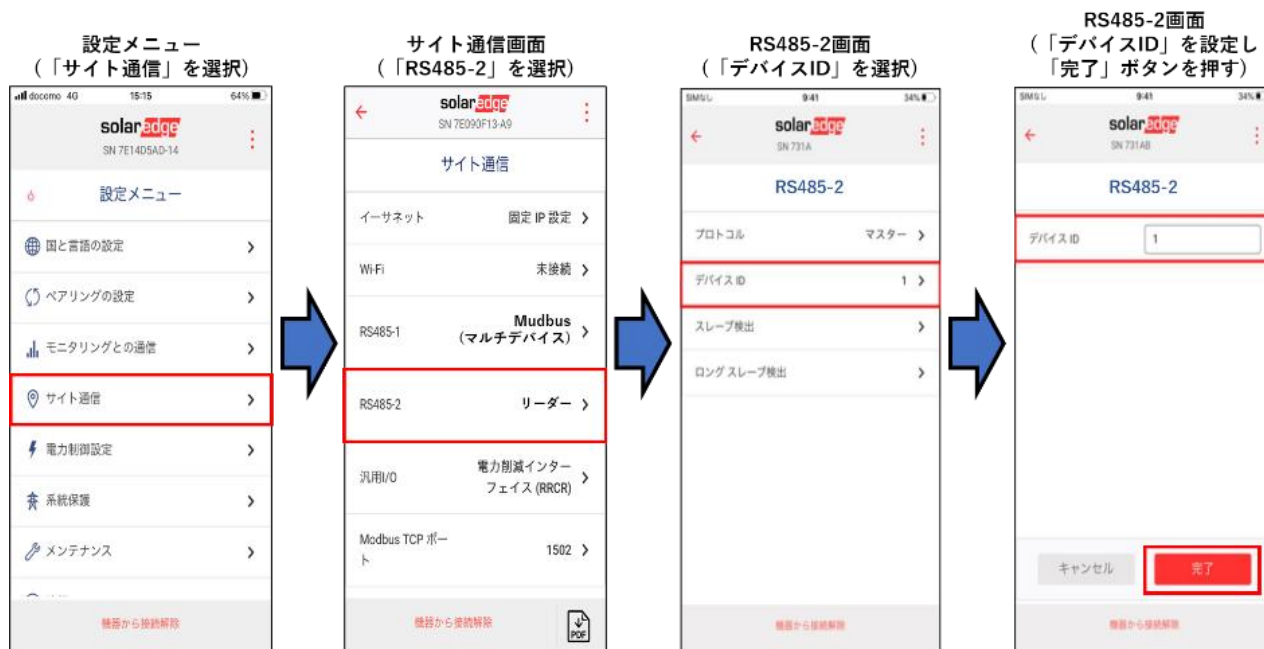 設定メニュー
（「サイト通信」を選択）
docomo 4G 15:15 64%
solaredge
SN 7E14D5AD-14
設定メニュー
国と言語の設定
ペアリングの設定
モニタリングとの通信
サイト通信
電力制御設定
系統保護
メンテナンス
機器から接続解除
サイト通信画面
（「RS485-2」を選択）
solaredge
SN 7E090F13-A9
サイト通信
イーサネット 固定 IP 設定
Wi-Fi 未接続
RS485-1 Mudbus
（マルチデバイス）
RS485-2 リーダー
汎用I/O 電力削減インター
フェイス (RRCR)
Modbus TCP ポー
ト 1502
機器から接続解除
PDF
RS485-2画面
（「デバイスID」を選択）
SIMなし 9:41 34%
solaredge
SN 731A
RS485-2
プロトコル マスター
デバイス ID 1
スレーブ検出
ロング スレーブ検出
機器から接続解除
RS485-2画面
（「デバイスID」を設定し
「完了」ボタンを押す）
SIMなし 9:41 34%
solaredge
SN 731AB
RS485-2
デバイス ID 1
キャンセル 完了
機器から接続解除